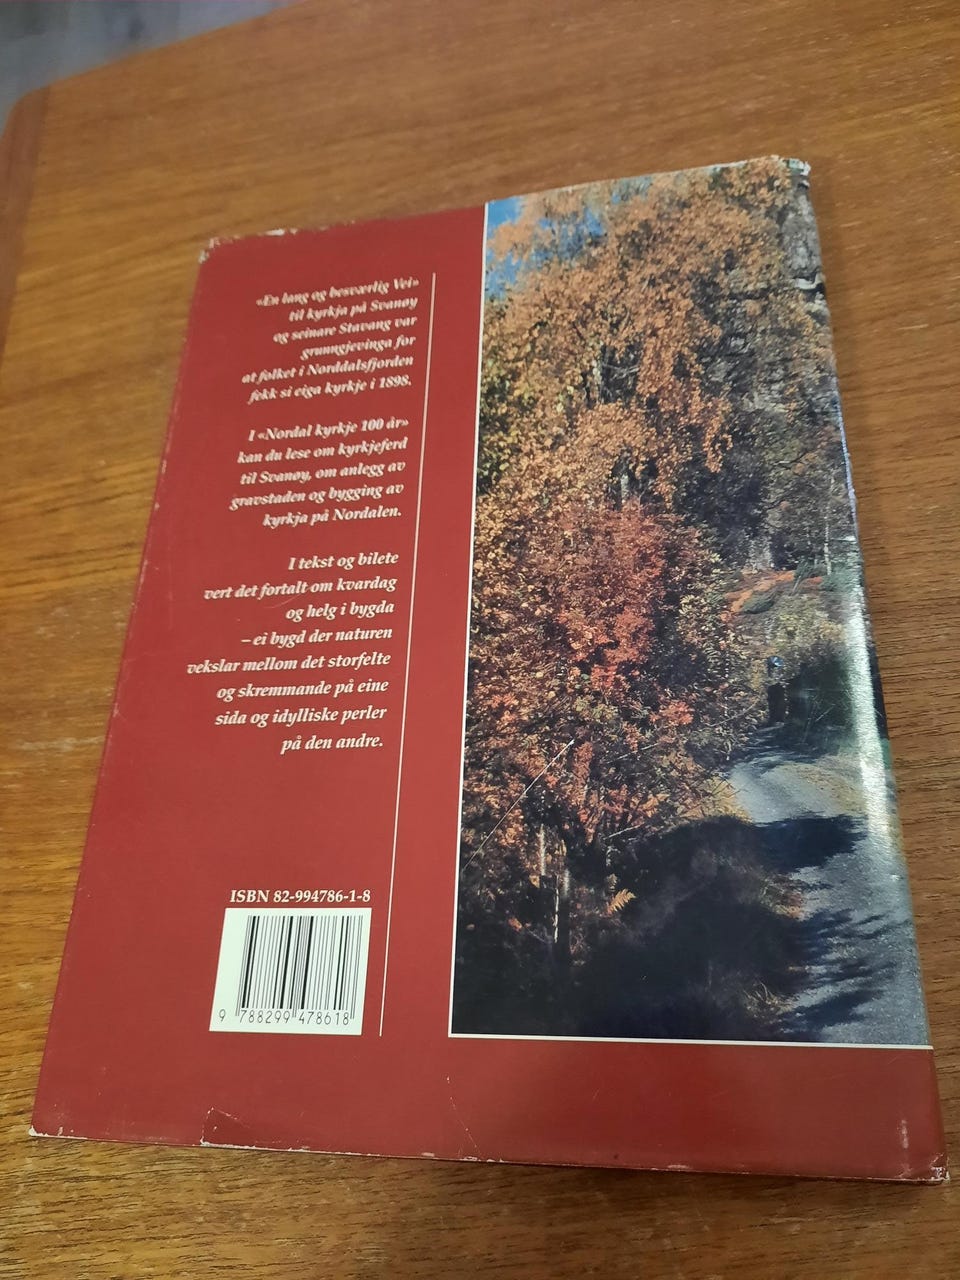 «En lang og besværlig Vei»
til kyrkja på Svanøy
og seinare Stavang var
grunngjevinga for
at folket i Norddalsfjorden
fekk si eiga kyrkje i 1898.
I «Nordal kyrkje 100 år»
kan du lese om kyrkjeferd
til Svanøy, om anlegg av
gravstaden og bygging av
kyrkja på Nordalen.
I tekst og bilete
vert det fortalt om kvardag
og helg i bygda
– ei bygd der naturen
vekslar mellom det storfelte
og skremmande på eine
sida og idylliske perler
på den andre.
ISBN 82-994786-1-8
9 788299 478618